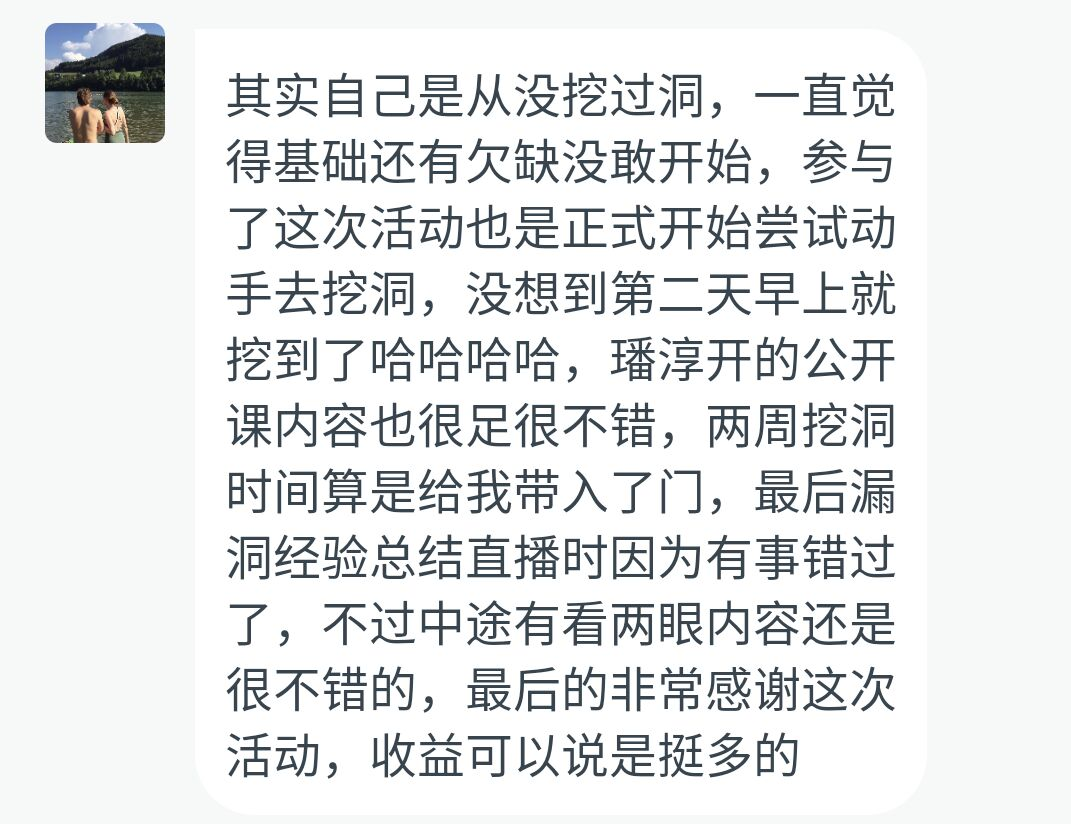 其实自己是从没挖过洞，一直觉
得基础还有欠缺没敢开始，参与
了这次活动也是正式开始尝试动
手去挖洞，没想到第二天早上就
挖到了哈哈哈哈，璠淳开的公开
课内容也很足很不错，两周挖洞
时间算是给我带入了门，最后漏
洞经验总结直播时因为有事错过
了，不过中途有看两眼内容还是
很不错的，最后的非常感谢这次
活动，收益可以说是挺多的